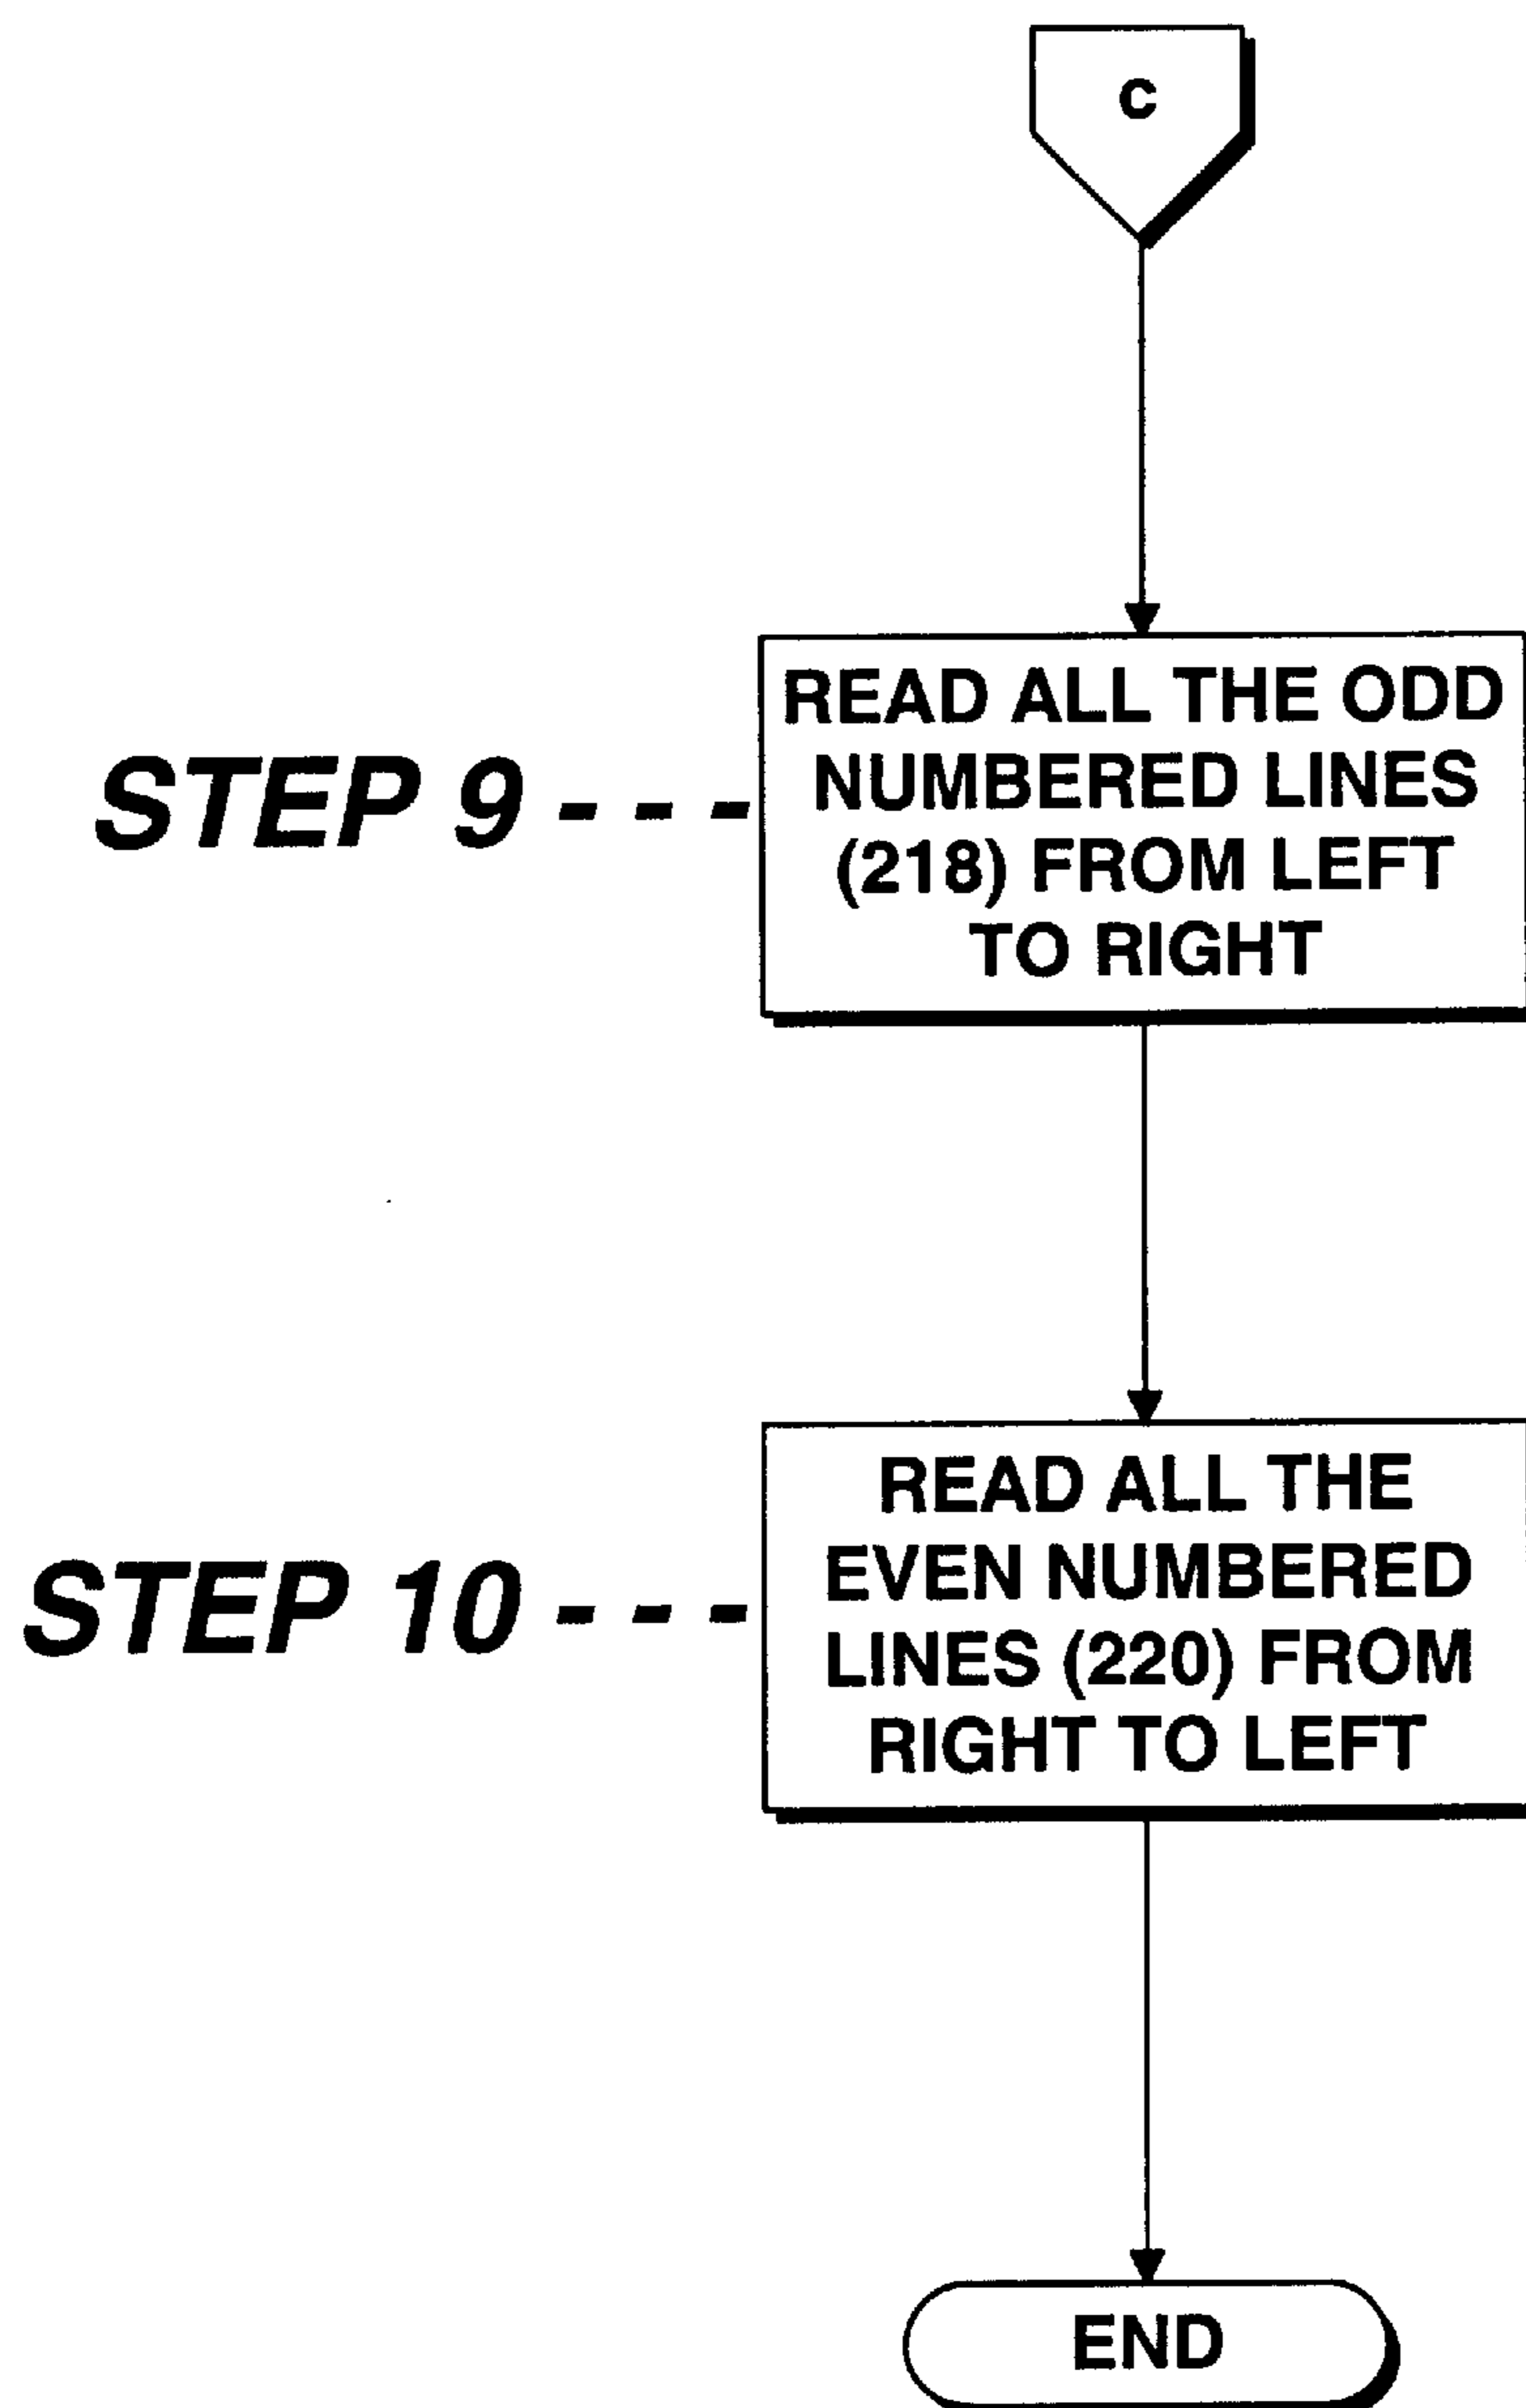 C
STEP 9---
READ ALL THE ODD
NUMBERED LINES
(218) FROM LEFT
TO RIGHT
STEP 10---
READ ALL THE
EVEN NUMBERED
LINES (220) FROM
RIGHT TO LEFT
END